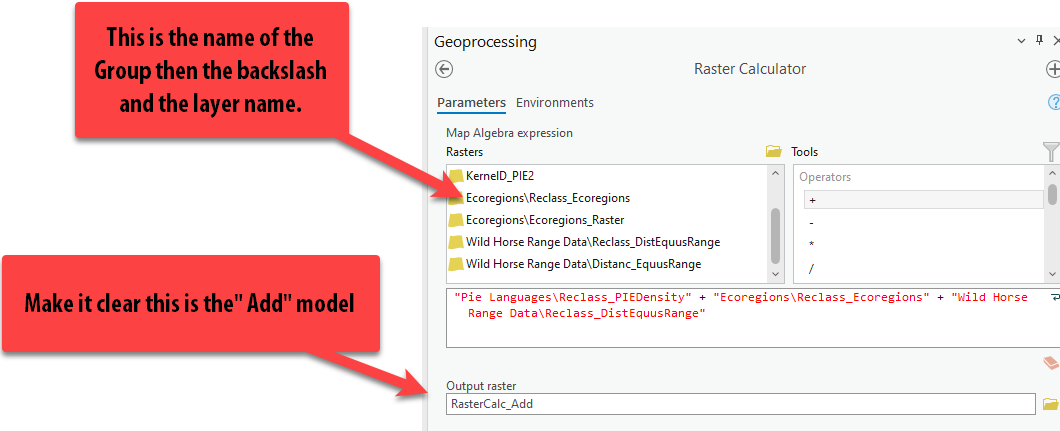 This is the name of the
Group then the backslash
and the layer name.
Make it clear this is the" Add" model
Geoprocessing
Raster Calculator
Parameters Environments
Map Algebra expression
Rasters
KernelD_PIE2
Ecoregions\Reclass_Ecoregions
Ecoregions\Ecoregions_Raster
Wild Horse Range Data\Reclass_DistEquusRange
Wild Horse Range Data\Distanc_EquusRange
Tools
Operators
+
-
*
/
"Pie Languages\Reclass_PIEDensity" + "Ecoregions\Reclass_Ecoregions" + "Wild Horse
Range Data\Reclass_DistEquusRange"
Output raster
RasterCalc_Add